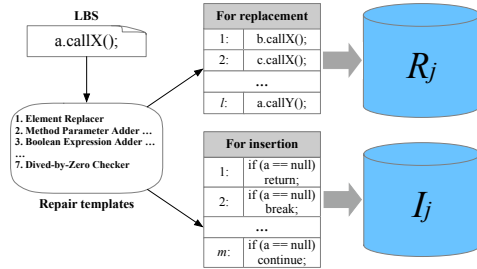 LBS
a.callX();
1. Element Replacer
2. Method Parameter Adder ...
3. Boolean Expression Adder ...
...
7. Dived-by-Zero Checker
Repair templates
For replacement
1: b.callX();
2: c.callX();
...
l: a.callY();
R_j
For insertion
1: if (a == null)
return;
2: if (a == null)
break;
...
m: if (a == null)
continue;
I_j